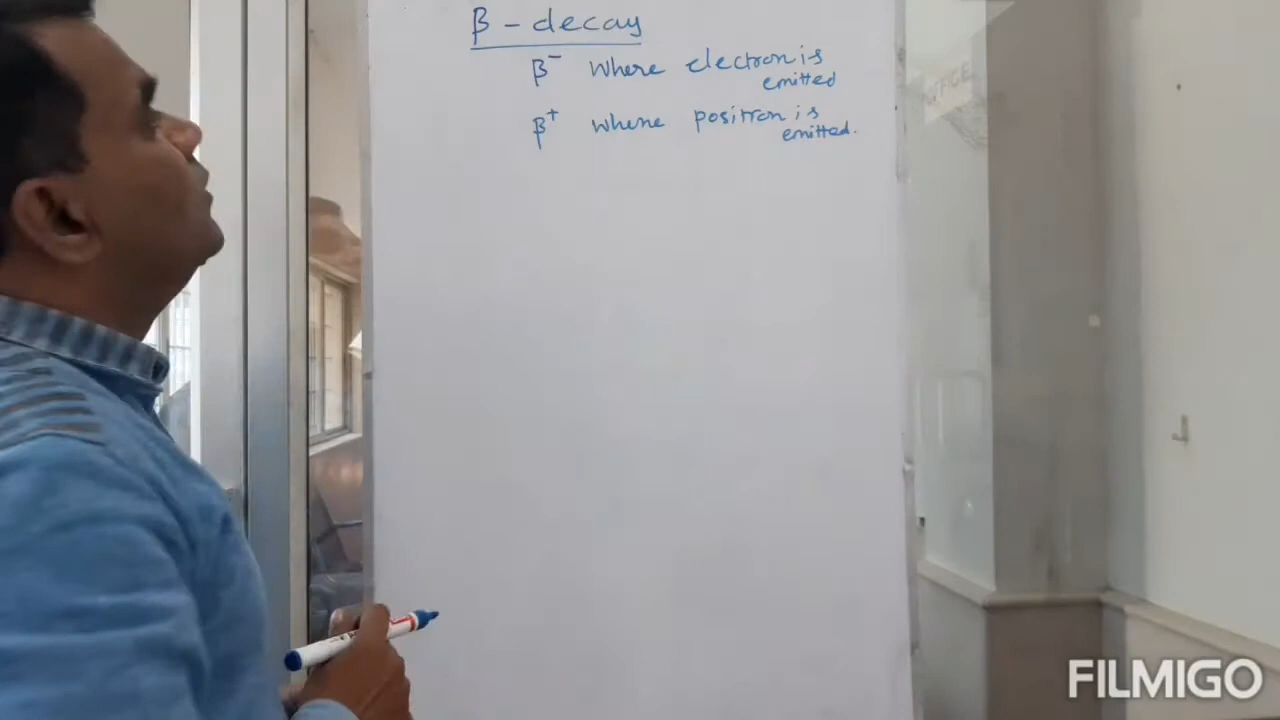 β - decay
β⁻ where electron is
emitted
β⁺ where positron is
emitted.
FILMIGO